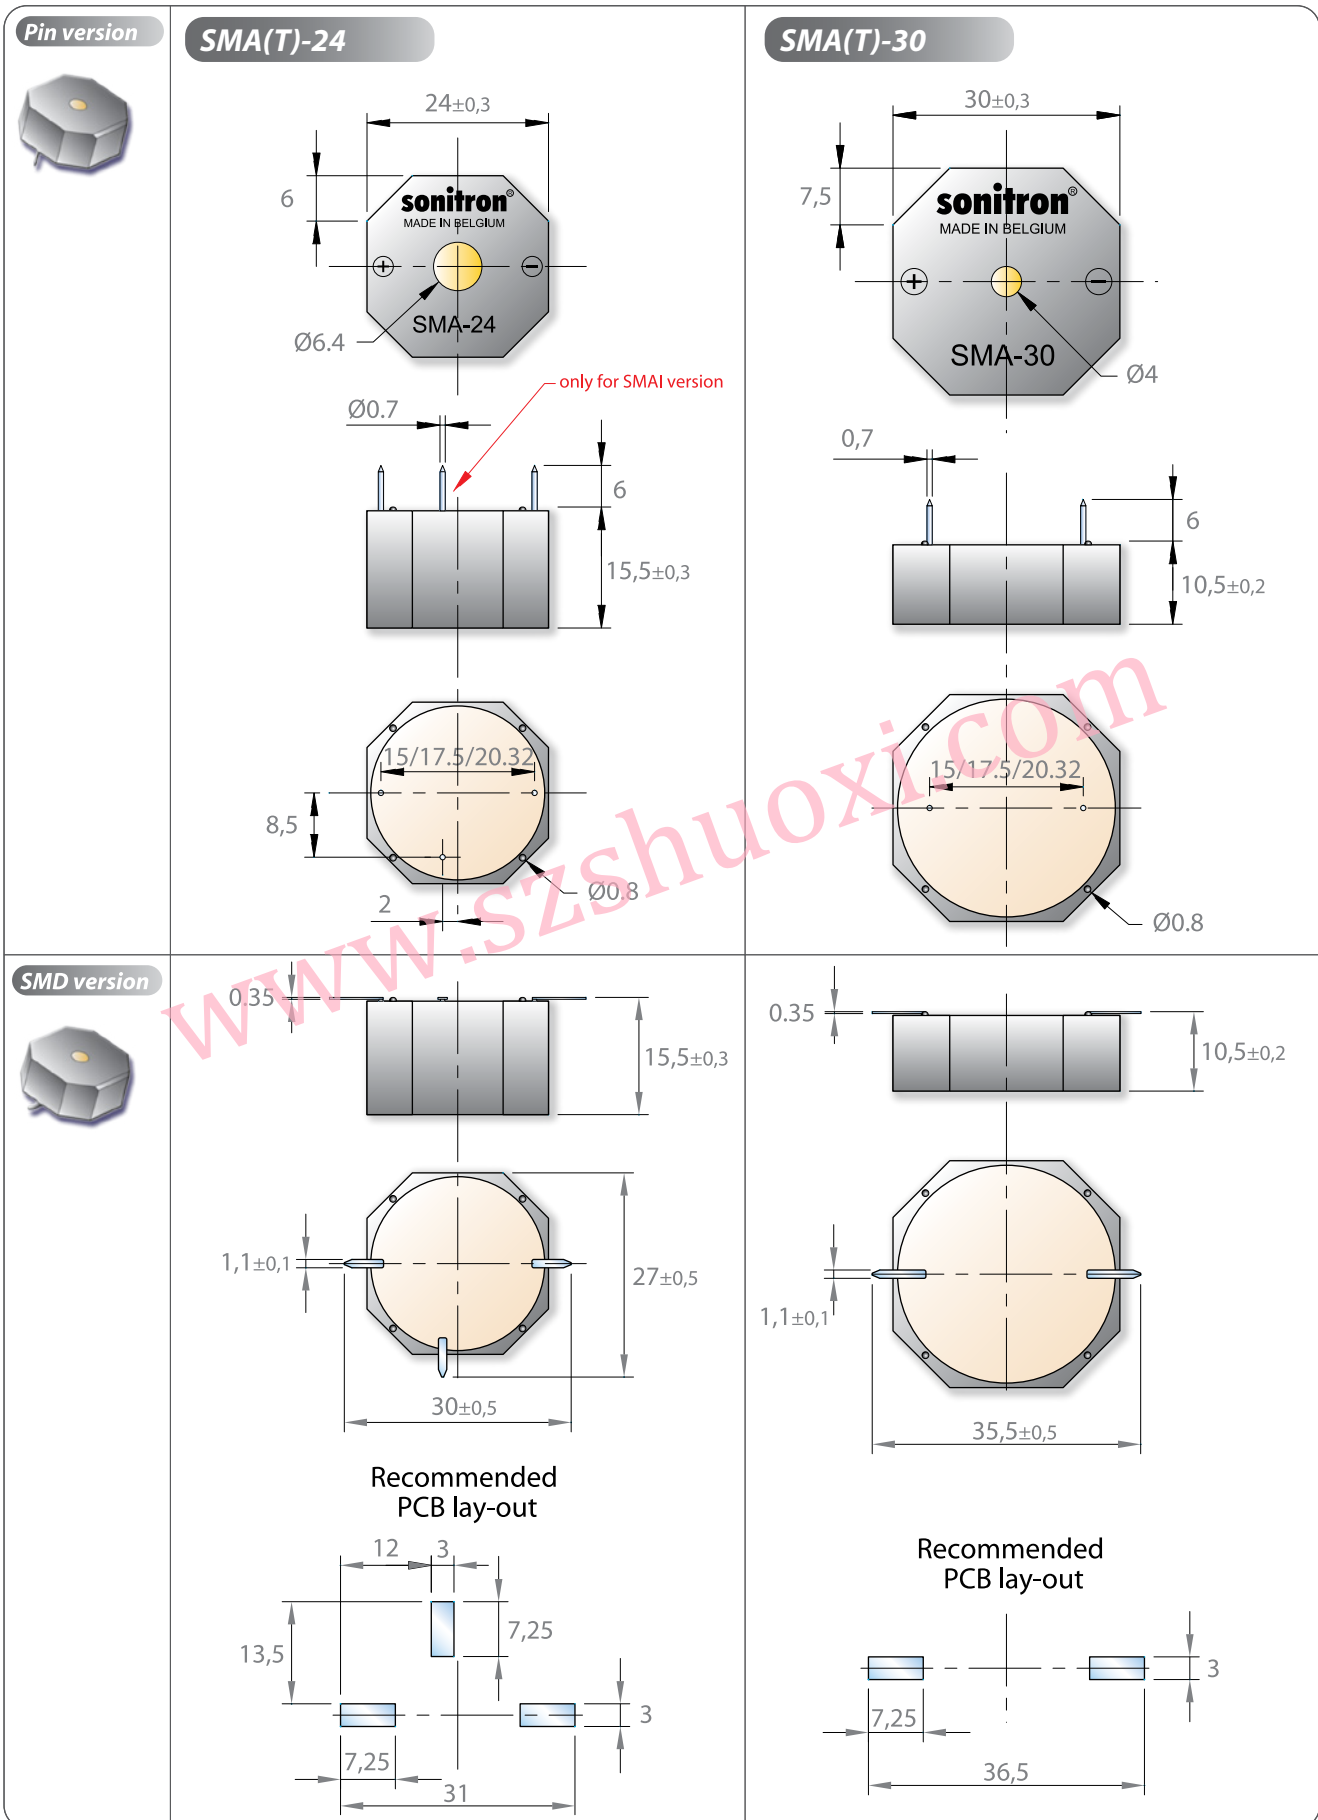 Pin version
SMA(T)-24
24±0,3
6
sonitron®
MADE IN BELGIUM
+
−
Ø6.4
SMA-24
only for SMAI version
Ø0.7
6
15,5±0,3
15/17.5/20.32
8,5
Ø0.8
2
SMA(T)-30
30±0,3
7,5
sonitron®
MADE IN BELGIUM
+
−
SMA-30
Ø4
0,7
6
10,5±0,2
15/17.5/20.32
Ø0.8
www.szshuoxi.com
SMD version
0.35
15,5±0,3
1,1±0,1
27±0,5
30±0,5
Recommended
PCB lay-out
12
3
13,5
7,25
3
7,25
31
0.35
10,5±0,2
1,1±0,1
35,5±0,5
Recommended
PCB lay-out
3
7,25
36,5